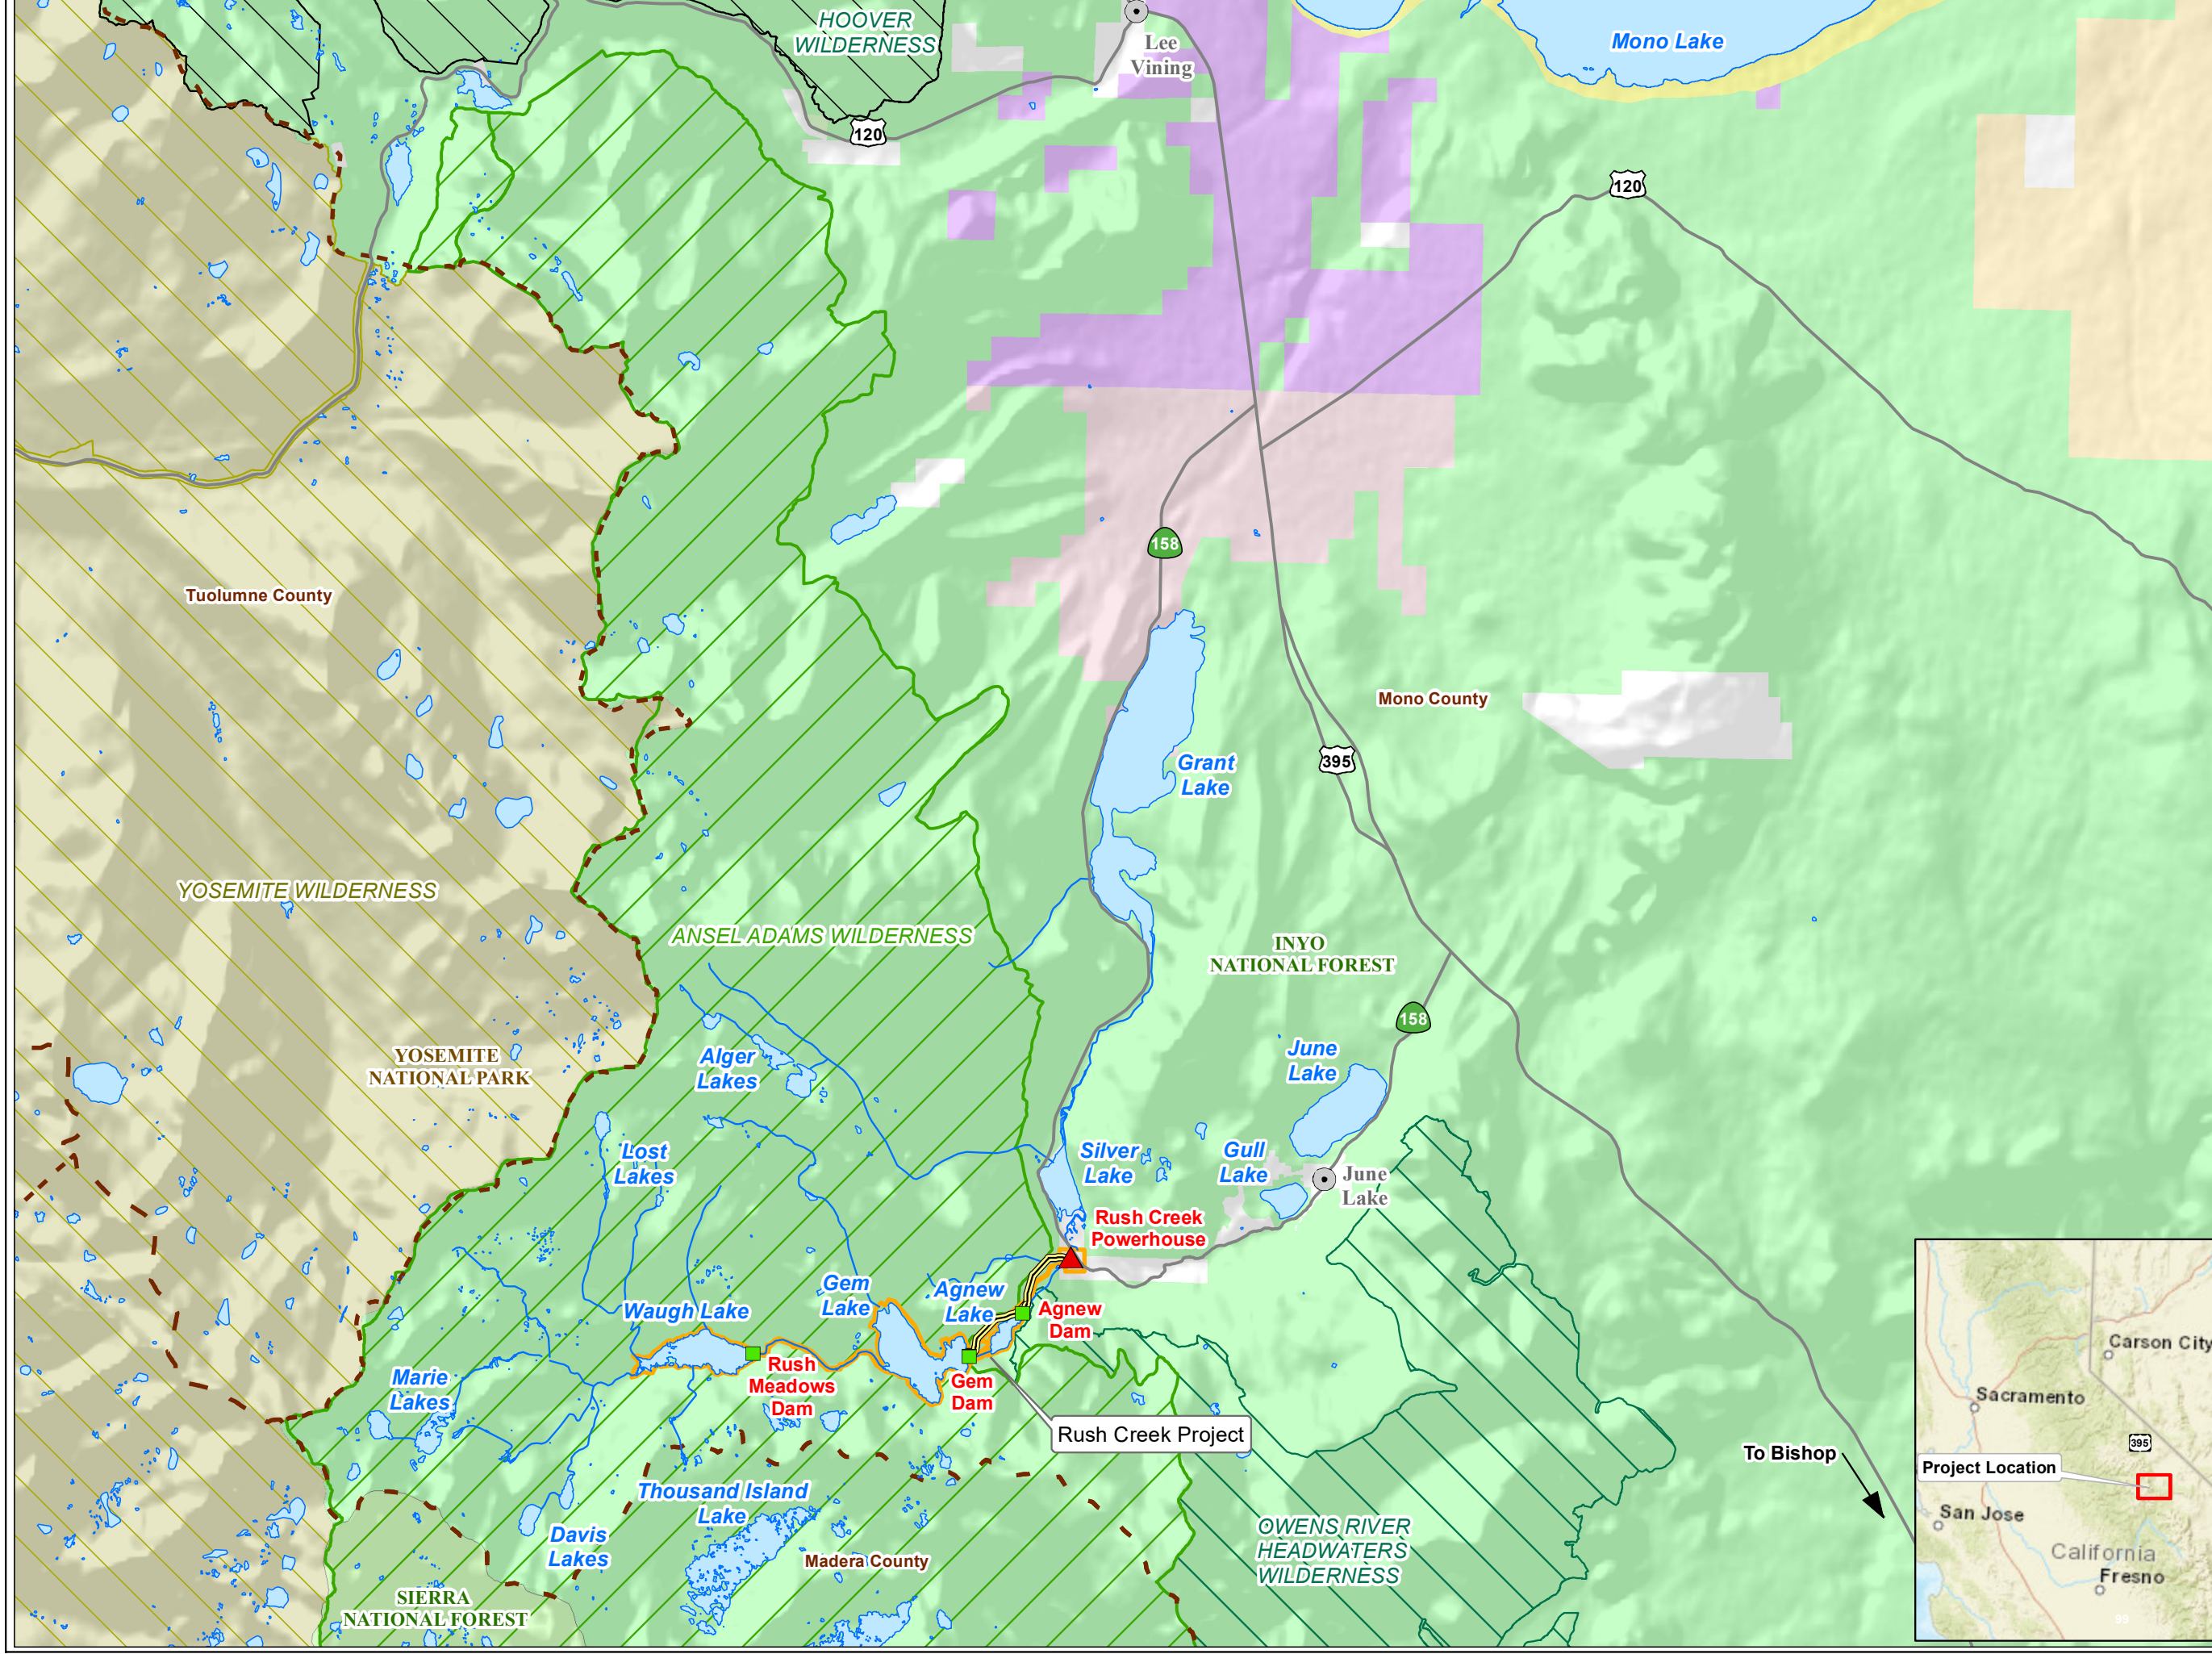 HOOVER
WILDERNESS
Lee
Vining
Mono Lake
120
120
158
Tuolumne County
Mono County
Grant
Lake
395
YOSEMITE WILDERNESS
ANSEL ADAMS WILDERNESS
INYO
NATIONAL FOREST
158
YOSEMITE
NATIONAL PARK
Alger
Lakes
June
Lake
Lost
Lakes
Silver
Lake
Gull
Lake
June
Lake
Rush Creek
Powerhouse
Waugh Lake
Gem
Lake
Agnew
Lake
Agnew
Dam
Rush
Meadows
Dam
Gem
Dam
Marie
Lakes
Rush Creek Project
To Bishop
Thousand Island
Lake
Davis
Lakes
Madera County
OWENS RIVER
HEADWATERS
WILDERNESS
SIERRA
NATIONAL FOREST
Carson City
Sacramento
395
Project Location
San Jose
California
Fresno
99